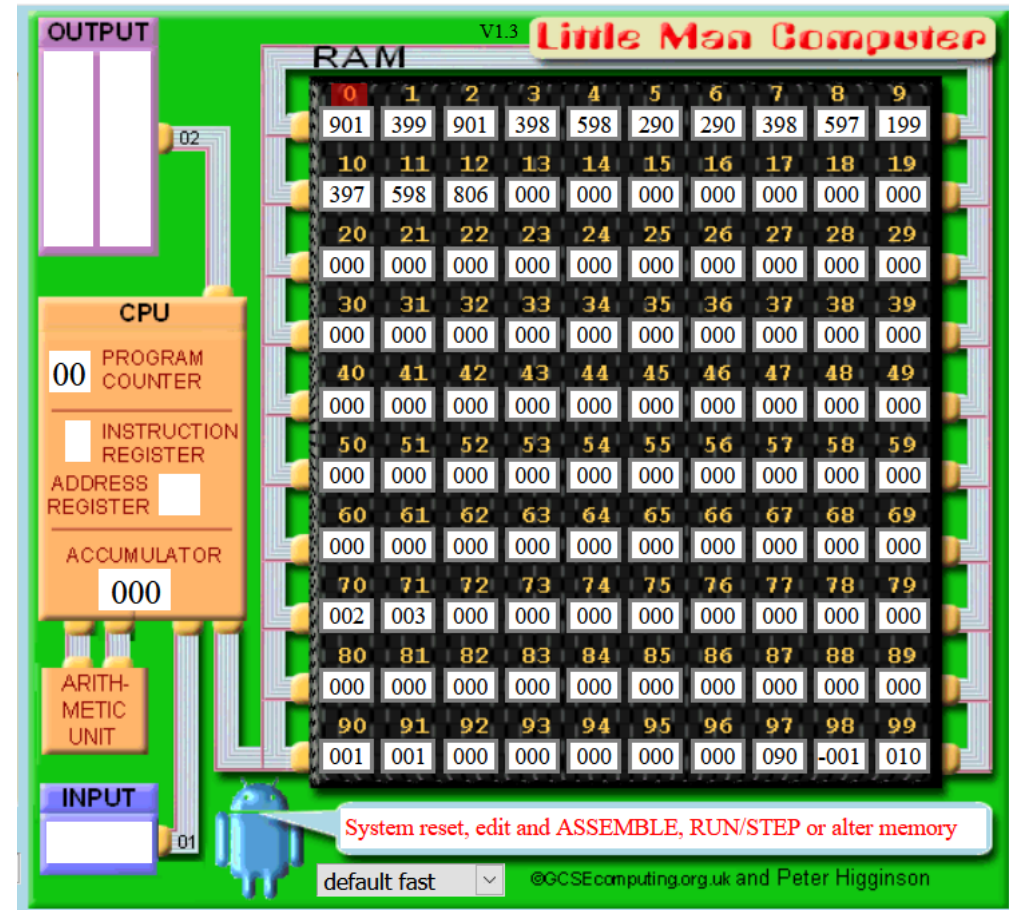 OUTPUT
V1.3
Little Man Computer
RAM
0 1 2 3 4 5 6 7 8 9
901 399 901 398 598 290 290 398 597 199
02
10 11 12 13 14 15 16 17 18 19
397 598 806 000 000 000 000 000 000 000
20 21 22 23 24 25 26 27 28 29
000 000 000 000 000 000 000 000 000 000
30 31 32 33 34 35 36 37 38 39
000 000 000 000 000 000 000 000 000 000
40 41 42 43 44 45 46 47 48 49
000 000 000 000 000 000 000 000 000 000
50 51 52 53 54 55 56 57 58 59
000 000 000 000 000 000 000 000 000 000
60 61 62 63 64 65 66 67 68 69
000 000 000 000 000 000 000 000 000 000
70 71 72 73 74 75 76 77 78 79
002 003 000 000 000 000 000 000 000 000
80 81 82 83 84 85 86 87 88 89
000 000 000 000 000 000 000 000 000 000
90 91 92 93 94 95 96 97 98 99
001 001 000 000 000 000 000 090 -001 010
CPU
00
PROGRAM
COUNTER
INSTRUCTION
REGISTER
ADDRESS
REGISTER
ACCUMULATOR
000
ARITH-
METIC
UNIT
INPUT
01
System reset, edit and ASSEMBLE, RUN/STEP or alter memory
default fast
©GCSEcomputing.org.uk and Peter Higginson